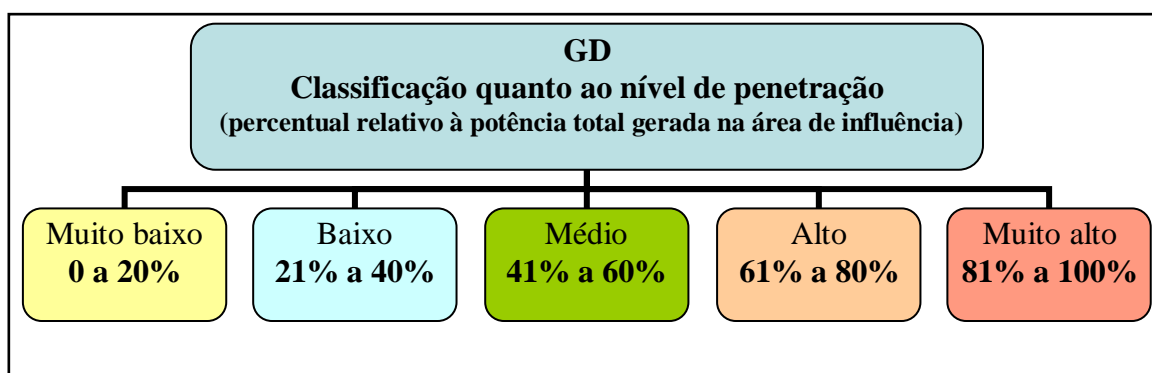 GD
Classificação quanto ao nível de penetração
(percentual relativo à potência total gerada na área de influência)
Muito baixo
0 a 20%
Baixo
21% a 40%
Médio
41% a 60%
Alto
61% a 80%
Muito alto
81% a 100%